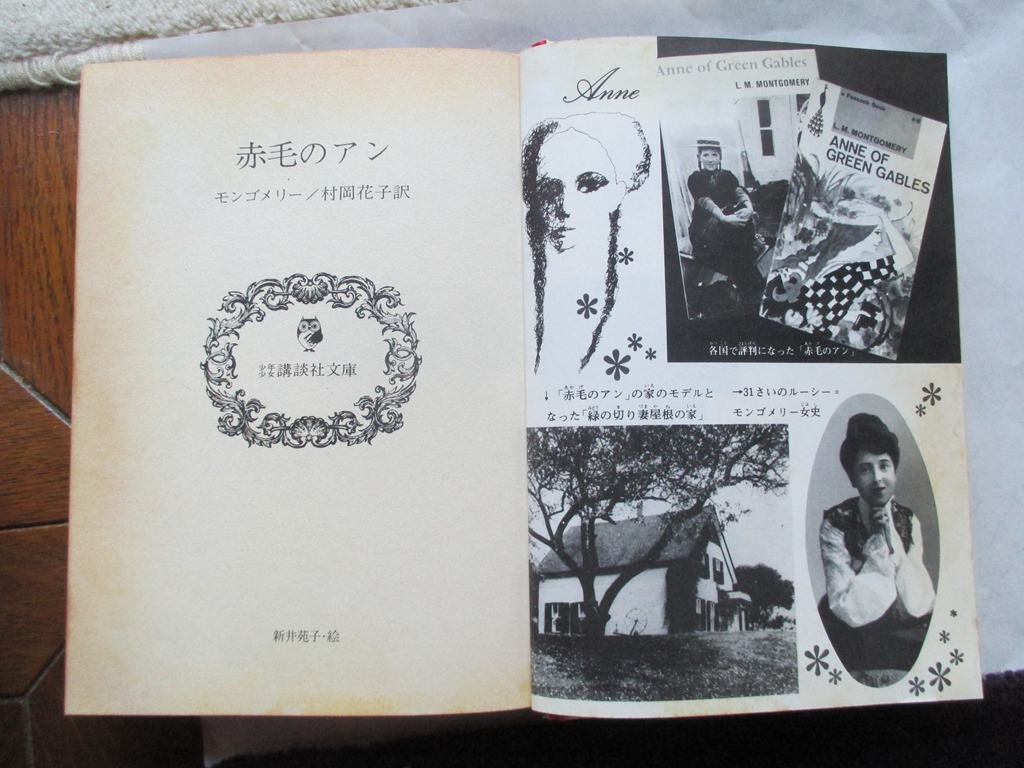 赤毛のアン
モンゴメリー／村岡花子訳
少年少女講談社文庫
新井苑子・絵
Anne
Anne of Green Gables
L. M. MONTGOMERY
a Peacock Book
L. M. MONTGOMERY
ANNE OF
GREEN GABLES
各国で評判になった「赤毛のアン」
↓「赤毛のアン」の家のモデルと
なった「緑の切り妻屋根の家」
→31さいのルーシー＝
モンゴメリー女史